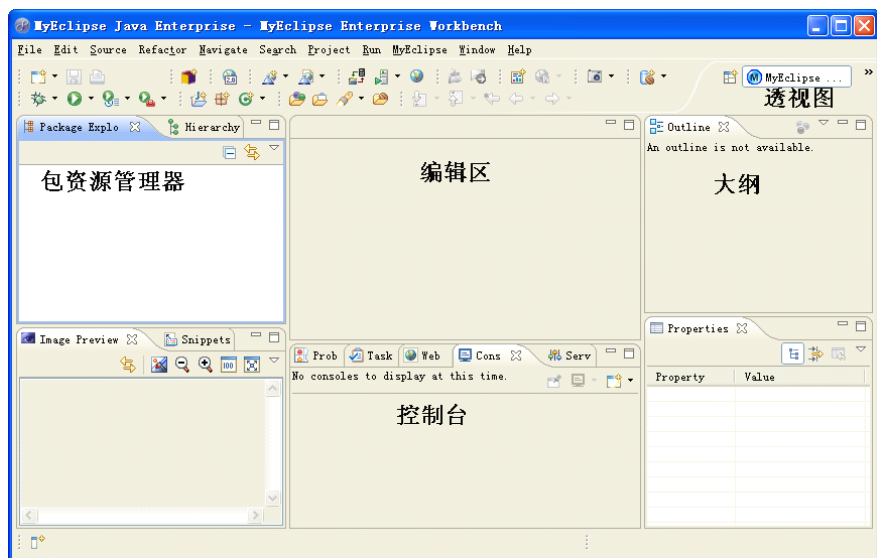 MyEclipse Java Enterprise - MyEclipse Enterprise Workbench
File Edit Source Refactor Navigate Search Project Run MyEclipse Window Help
MyEclipse ... »
透视图
Package Explo Hierarchy
包资源管理器
编辑区
Outline
An outline is not available.
大纲
Image Preview Snippets
100
Prob Task Web Cons Serv
No consoles to display at this time.
控制台
Properties
Property Value